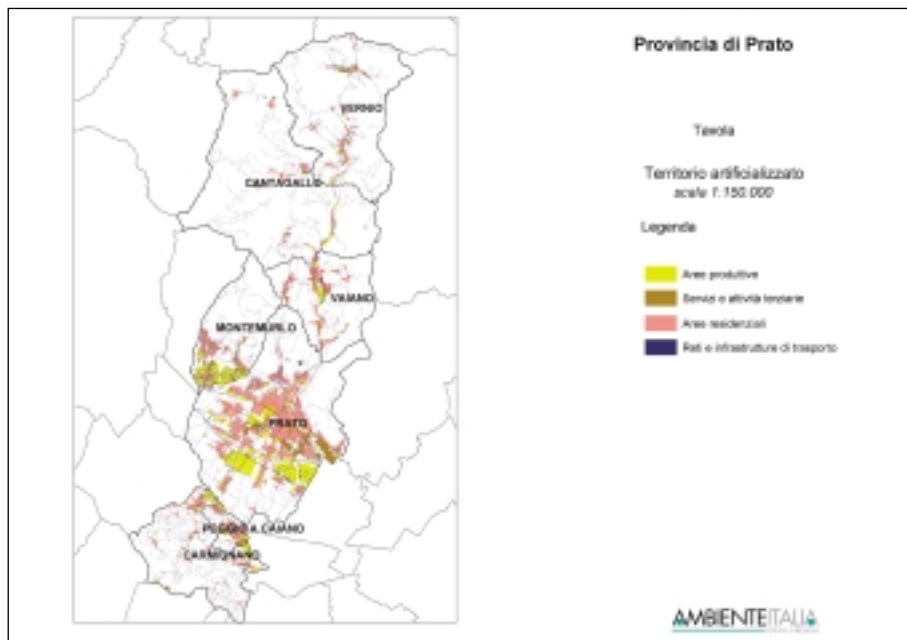 Provincia di Prato
Tavola
Territorio artificializzato
scale 1:150.000
Legenda
Aree produttive
Servizi e attività terziarie
Aree residenziali
Reti e infrastrutture di trasporto
VERNIO
CANTAGALLO
VAIANO
MONTEMURLO
PRATO
POGGIO A CAIANO
CARMIGNANO
AMBIENTEITALIA